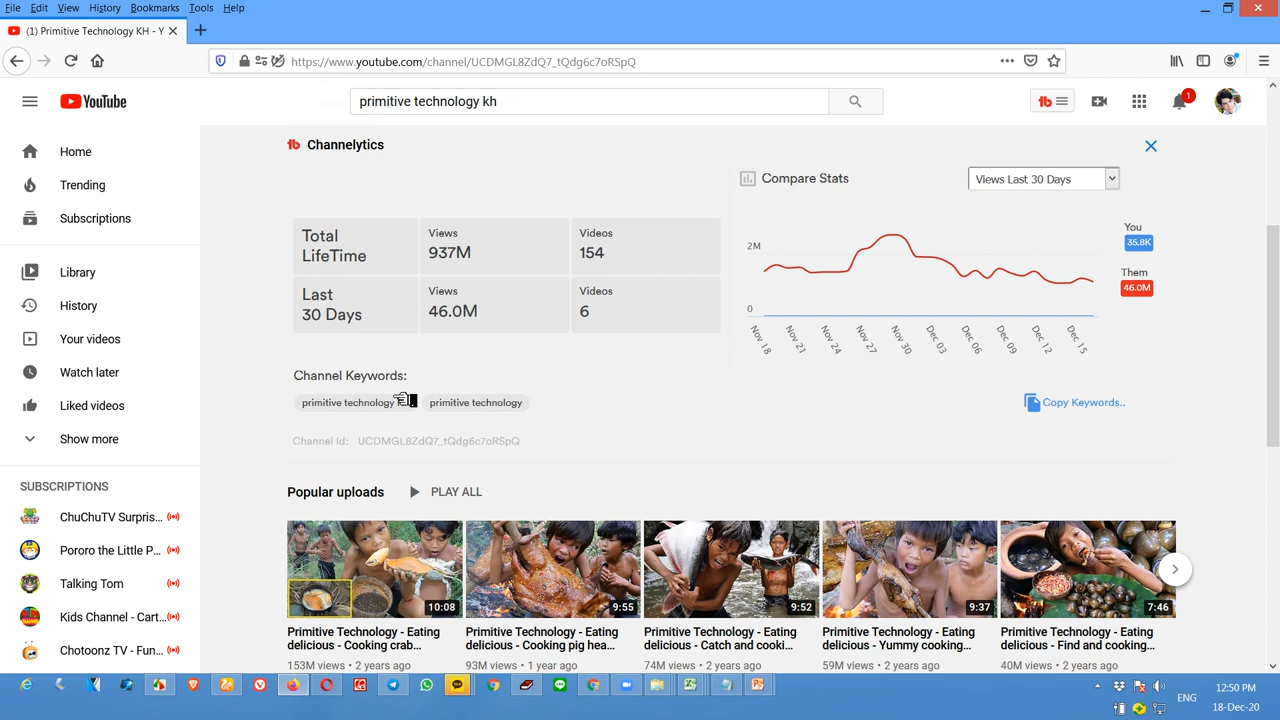 File Edit View History Bookmarks Tools Help
(1) Primitive Technology KH - Y
https://www.youtube.com/channel/UCDMGL8ZdQ7_tQdg6c7oRSpQ
YouTube
primitive technology kh
tb
1
Home
Trending
Subscriptions
Library
History
Your videos
Watch later
Liked videos
Show more
SUBSCRIPTIONS
ChuChuTV Surpris...
Pororo the Little P...
Talking Tom
Kids Channel - Cart...
Chotoonz TV - Fun...
tb Channelytics
Compare Stats
Views Last 30 Days
Total LifeTime
Views 937M
Videos 154
Last 30 Days
Views 46.0M
Videos 6
2M
0
Nov 18 Nov 21 Nov 24 Nov 27 Nov 30 Dec 03 Dec 06 Dec 09 Dec 12 Dec 15
You
36.8K
Them
46.0M
Channel Keywords:
primitive technology primitive technology
Copy Keywords..
Channel Id: UCDMGL8ZdQ7_tQdg6c7oRSpQ
Popular uploads PLAY ALL
10:08
9:55
9:52
9:37
7:46
Primitive Technology - Eating
delicious - Cooking crab...
153M views • 2 years ago
Primitive Technology - Eating
delicious - Cooking pig hea...
93M views • 1 year ago
Primitive Technology - Eating
delicious - Catch and cooki...
74M views • 2 years ago
Primitive Technology - Eating
delicious - Yummy cooking...
59M views • 2 years ago
Primitive Technology - Eating
delicious - Find and cooking...
40M views • 2 years ago
ENG
12:50 PM
18-Dec-20